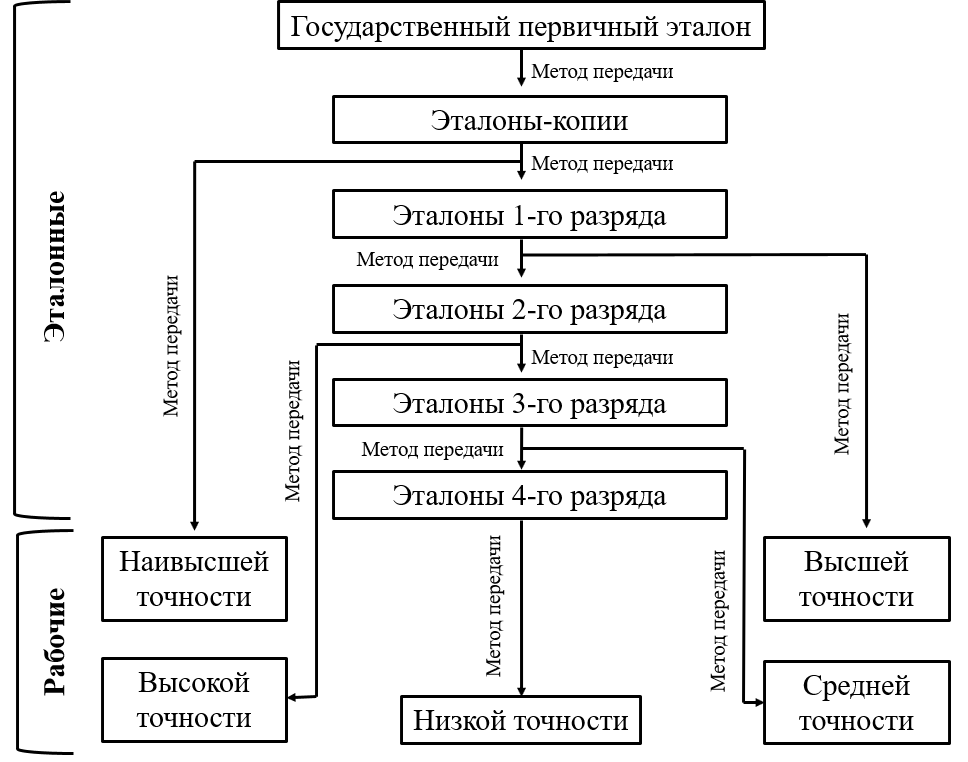 Государственный первичный эталон
Метод передачи
Эталоны-копии
Метод передачи
Эталоны 1-го разряда
Метод передачи
Эталоны 2-го разряда
Метод передачи
Эталоны 3-го разряда
Метод передачи
Эталоны 4-го разряда
Метод передачи
Метод передачи
Метод передачи
Метод передачи
Метод передачи
Эталонные
Рабочие
Наивысшей
точности
Высшей
точности
Высокой
точности
Низкой точности
Средней
точности